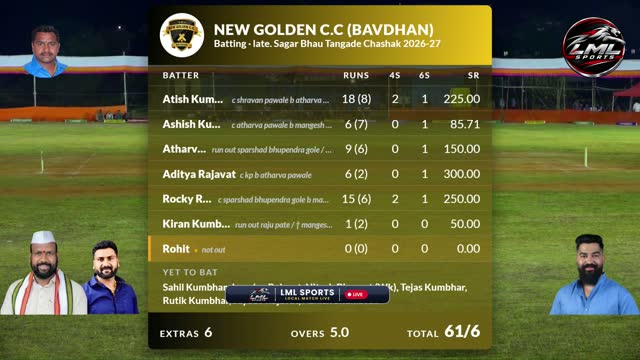 NEW GOLDEN C.C (BAVDHAN)
Batting · late. Sagar Bhau Tangade Chashak 2026-27
LML
SPORTS
BATTER RUNS 4S 6S SR
Atish Kum... c shravan pawale b atharva ... 18 (8) 2 1 225.00
Ashish Ku... c atharva pawale b mangesh ... 6 (7) 0 1 85.71
Atharv... run out sparshad bhupendra gole / ... 9 (6) 0 1 150.00
Aditya Rajavat c kp b atharva pawale 6 (2) 0 1 300.00
Rocky R... c sparshad bhupendra gole b ma... 15 (6) 2 1 250.00
Kiran Kumb... run out raju pate / † manges... 1 (2) 0 0 50.00
Rohit • not out 0 (0) 0 0 0.00
YET TO BAT
Sahil Kumbhar, Tejas Kumbhar,
Rutik Kumbhar,
LML SPORTS
LOCAL MATCH LIVE
LIVE
EXTRAS 6 OVERS 5.0 TOTAL 61/6